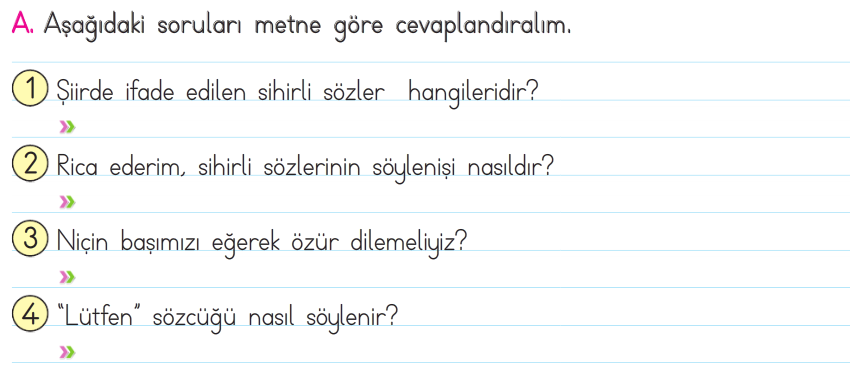 A. Aşağıdaki soruları metne göre cevaplandıralım.
1 Şiirde ifade edilen sihirli sözler hangileridir?
2 Rica ederim, sihirli sözlerinin söylenişi nasıldır?
3 Niçin başımızı eğerek özür dilemeliyiz?
4 “Lütfen” sözcüğü nasıl söylenir?